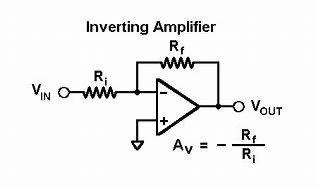 Inverting Amplifier
Rf
Ri
VIN
−
+
VOUT
AV = − Rf
Ri